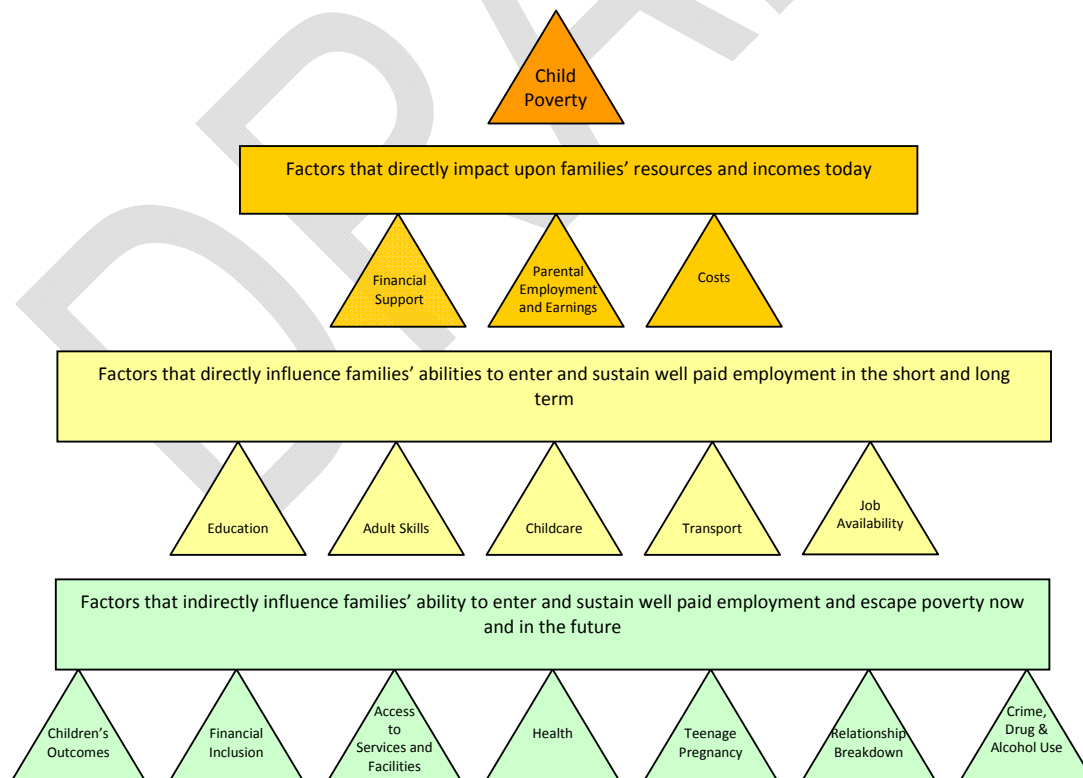 DRA
Child
Poverty
Factors that directly impact upon families’ resources and incomes today
Financial
Support
Parental
Employment
and Earnings
Costs
Factors that directly influence families’ abilities to enter and sustain well paid employment in the short and long
term
Education
Adult Skills
Childcare
Transport
Job
Availability
Factors that indirectly influence families’ ability to enter and sustain well paid employment and escape poverty now
and in the future
Children’s
Outcomes
Financial
Inclusion
Access
to
Services and
Facilities
Health
Teenage
Pregnancy
Relationship
Breakdown
Crime,
Drug &
Alcohol Use